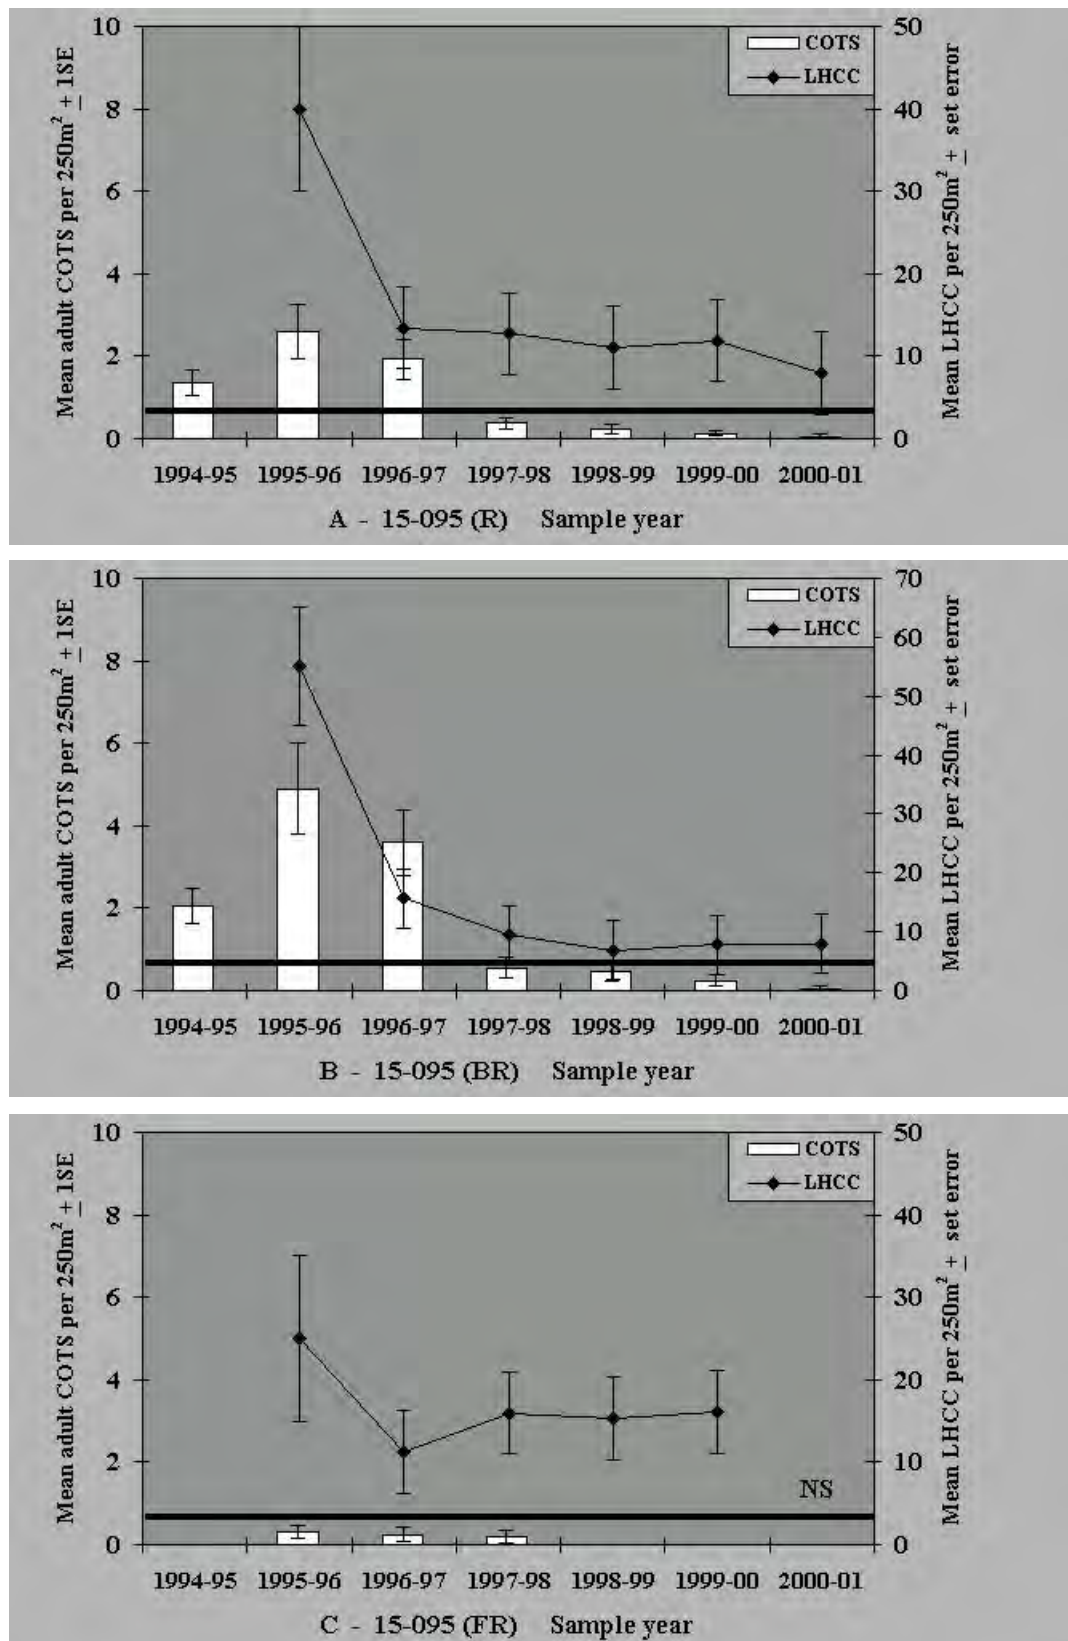 10
8
6
4
2
0
Mean adult COTS per 250m² ± 1SE
COTS
LHCC
50
40
30
20
10
0
Mean LHCC per 250m² ± set error
1994-95 1995-96 1996-97 1997-98 1998-99 1999-00 2000-01
A - 15-095 (R) Sample year
10
8
6
4
2
0
Mean adult COTS per 250m² ± 1SE
COTS
LHCC
70
60
50
40
30
20
10
0
Mean LHCC per 250m² ± set error
1994-95 1995-96 1996-97 1997-98 1998-99 1999-00 2000-01
B - 15-095 (BR) Sample year
10
8
6
4
2
0
Mean adult COTS per 250m² ± 1SE
COTS
LHCC
NS
50
40
30
20
10
0
Mean LHCC per 250m² ± set error
1994-95 1995-96 1996-97 1997-98 1998-99 1999-00 2000-01
C - 15-095 (FR) Sample year